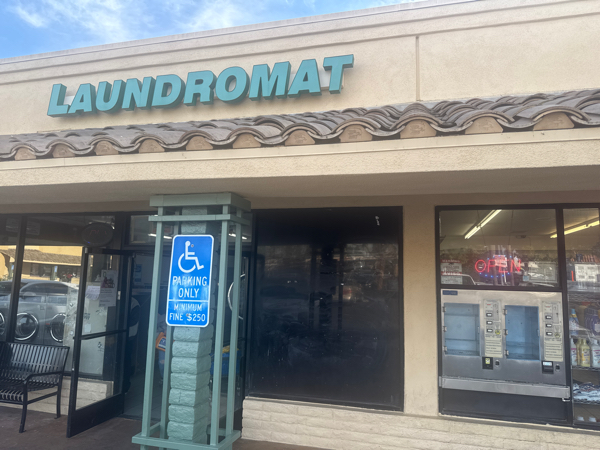 LAUNDROMAT
PARKING
ONLY
MINIMUM
FINE $250
OPEN